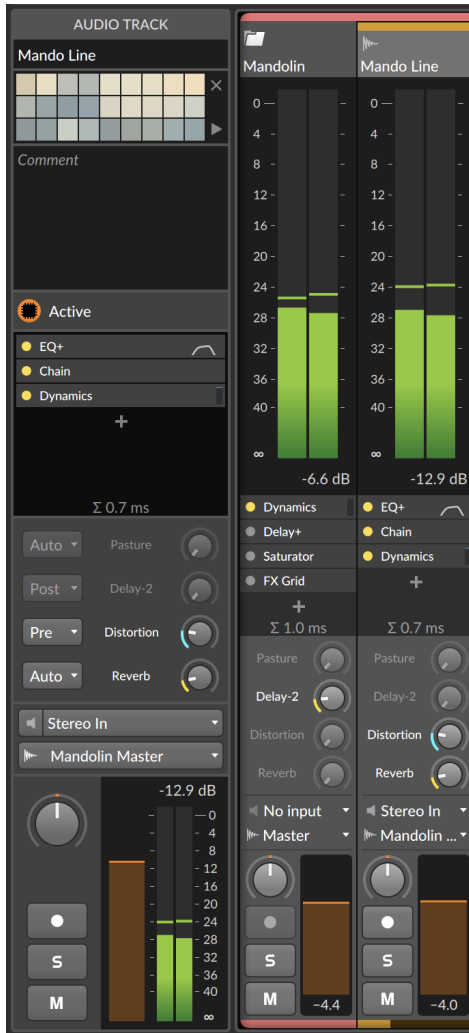 AUDIO TRACK
Mando Line
Comment
Active
EQ+
Chain
Dynamics
+
Σ 0.7 ms
Auto Pasture
Post Delay-2
Pre Distortion
Auto Reverb
Stereo In
Mandolin Master
-12.9 dB
0
4
8
12
16
20
24
28
32
36
40
∞
S
M
Mandolin
0
4
8
12
16
20
24
28
32
36
40
∞
-6.6 dB
Dynamics
Delay+
Saturator
FX Grid
+
Σ 1.0 ms
Pasture
Delay-2
Distortion
Reverb
No input
Master
S
M
-4.4
Mando Line
0
4
8
12
16
20
24
28
32
36
40
∞
-12.9 dB
EQ+
Chain
Dynamics
+
Σ 0.7 ms
Pasture
Delay-2
Distortion
Reverb
Stereo In
Mandolin ...
S
M
-4.0